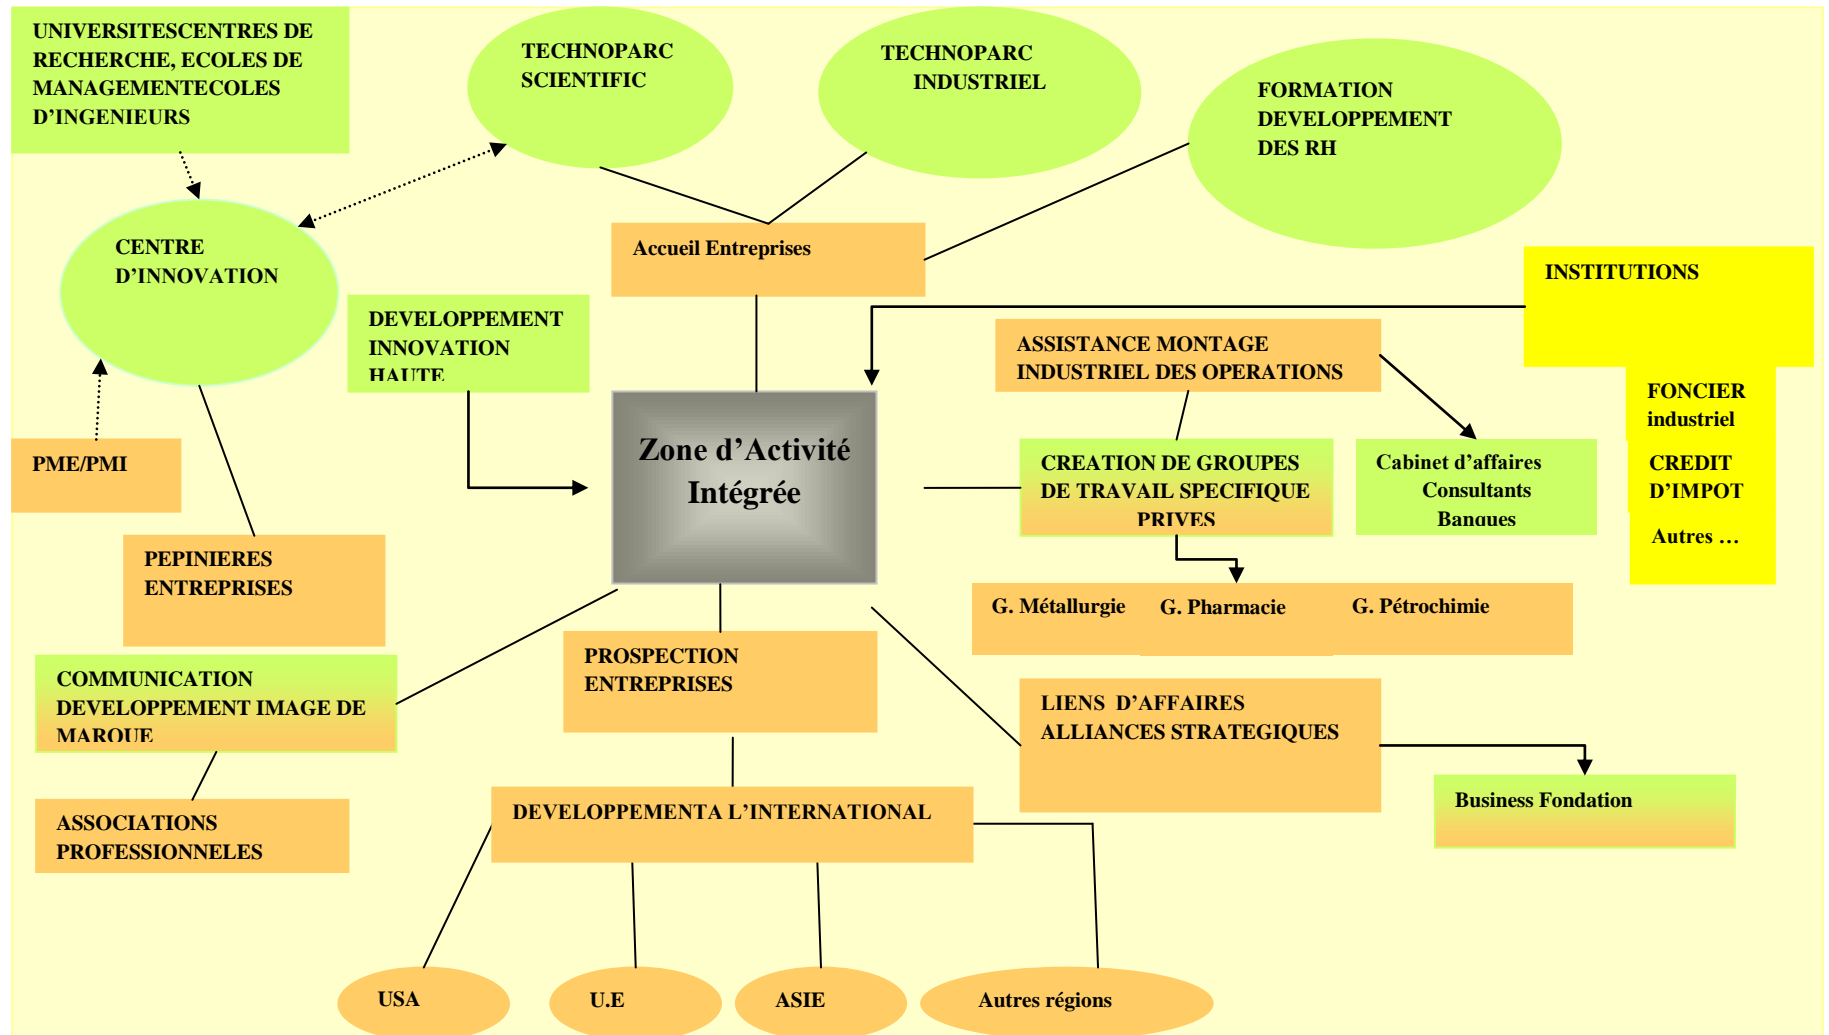 UNIVERSITESCENTRES DE
RECHERCHE, ECOLES DE
MANAGEMENTECOLES
D’INGENIEURS
TECHNOPARC
SCIENTIFIC
TECHNOPARC
INDUSTRIEL
FORMATION
DEVELOPPEMENT
DES RH
CENTRE
D’INNOVATION
Accueil Entreprises
INSTITUTIONS
DEVELOPPEMENT
INNOVATION
HAUTE
ASSISTANCE MONTAGE
INDUSTRIEL DES OPERATIONS
FONCIER
industriel
CREDIT
D’IMPOT
Autres …
PME/PMI
Zone d’Activité
Intégrée
CREATION DE GROUPES
DE TRAVAIL SPECIFIQUE
PRIVES
Cabinet d’affaires
Consultants
Banques
PEPINIERES
ENTREPRISES
G. Métallurgie
G. Pharmacie
G. Pétrochimie
COMMUNICATION
DEVELOPPEMENT IMAGE DE
MARQUE
PROSPECTION
ENTREPRISES
LIENS  D’AFFAIRES
ALLIANCES STRATEGIQUES
ASSOCIATIONS
PROFESSIONNELES
DEVELOPPEMENTA L’INTERNATIONAL
Business Fondation
USA
U.E
ASIE
Autres régions